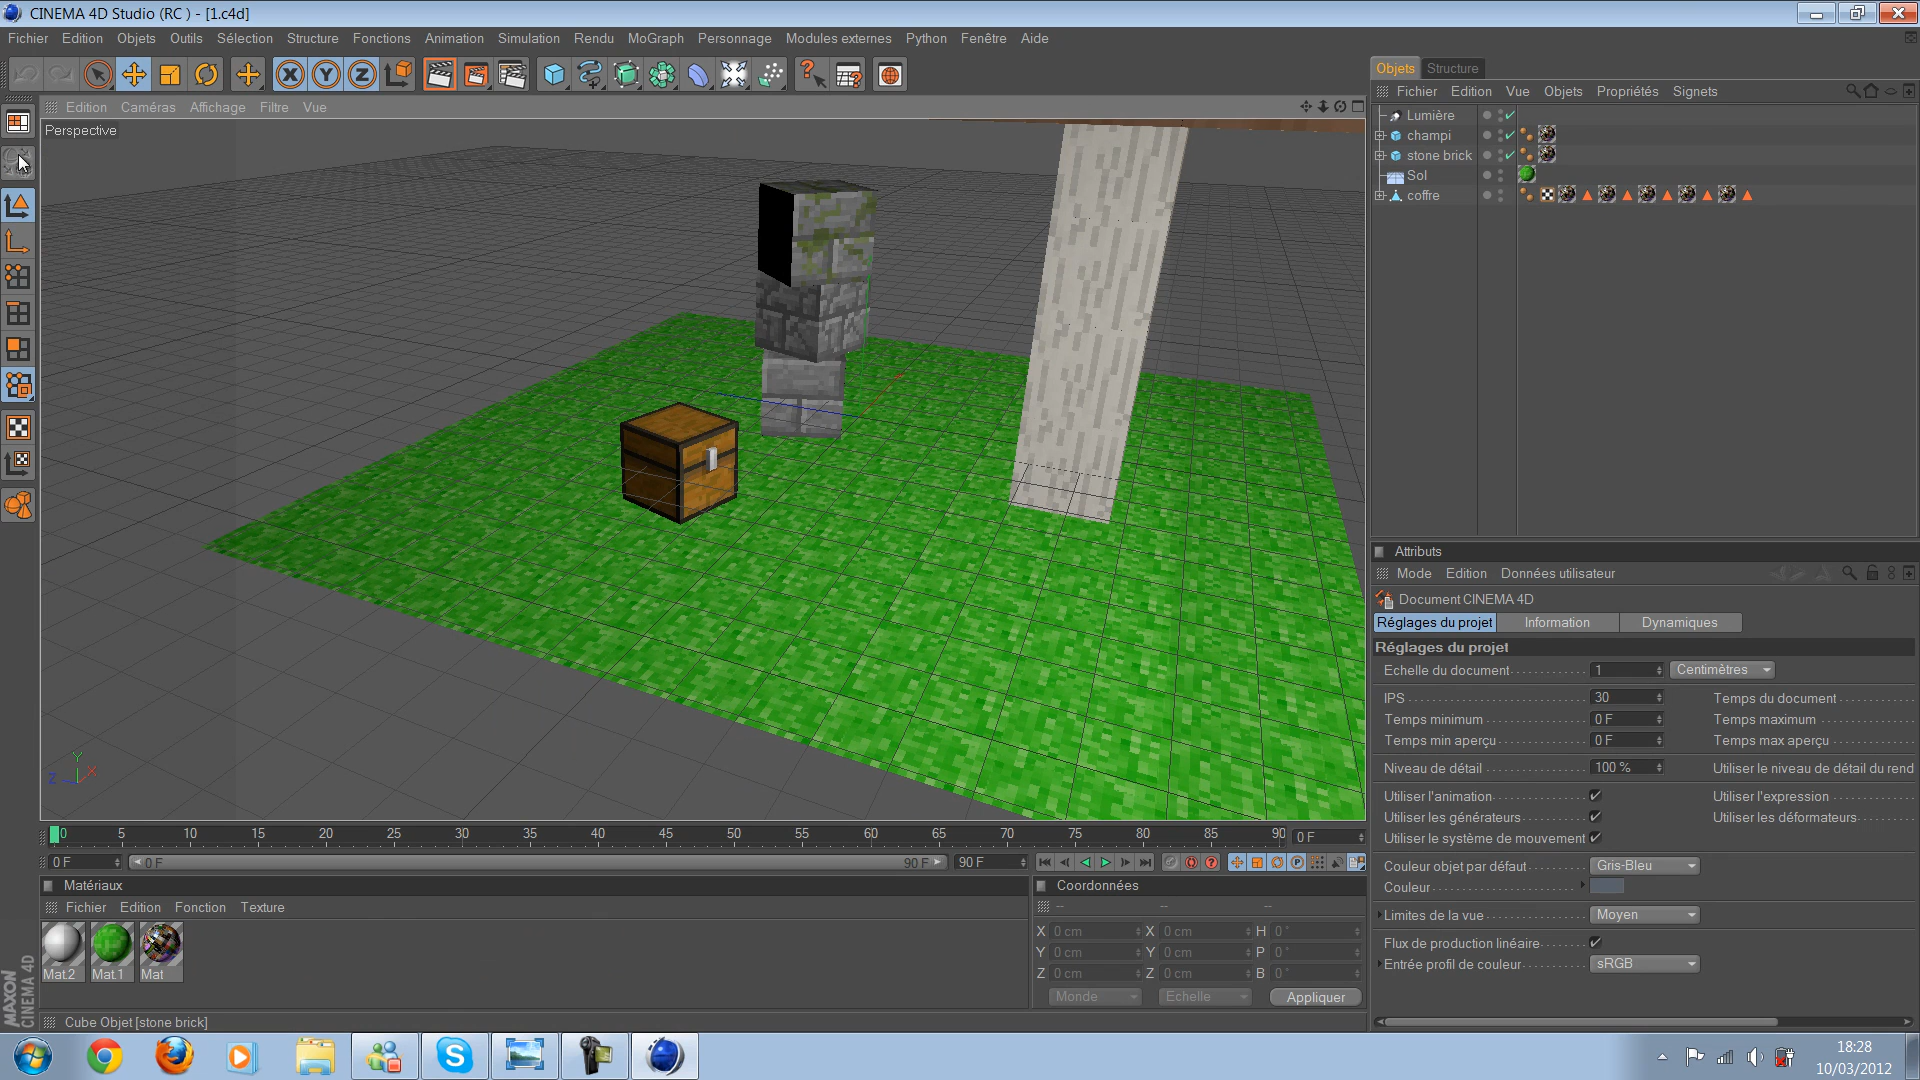 CINEMA 4D Studio (RC ) - [1.c4d]
Fichier Edition Objets Outils Sélection Structure Fonctions Animation Simulation Rendu MoGraph Personnage Modules externes Python Fenêtre Aide
Objets Structure
Fichier Edition Vue Objets Propriétés Signets
Edition Caméras Affichage Filtre Vue
Perspective
Lumière
champi
stone brick
Sol
coffre
Attributs
Mode Edition Données utilisateur
Document CINEMA 4D
Réglages du projet Information Dynamiques
Réglages du projet
Echelle du document 1 Centimètres
IPS 30 Temps du document
Temps minimum 0 F Temps maximum
Temps min aperçu 0 F Temps max aperçu
Niveau de détail 100 % Utiliser le niveau de détail du rend
Utiliser l'animation Utiliser l'expression
Utiliser les générateurs Utiliser les déformateurs
Utiliser le système de mouvement
Couleur objet par défaut Gris-Bleu
Couleur
Limites de la vue Moyen
Flux de production linéaire
Entrée profil de couleur sRGB
Y
Z X
0 5 10 15 20 25 30 35 40 45 50 55 60 65 70 75 80 85 90 0 F
0 F 0 F 90 F 90 F
Matériaux
Fichier Edition Fonction Texture
Mat.2 Mat.1 Mat
Coordonnées
-- -- --
X 0 cm X 0 cm H 0 °
Y 0 cm Y 0 cm P 0 °
Z 0 cm Z 0 cm B 0 °
Monde Echelle Appliquer
MAXON
CINEMA 4D
Cube Objet [stone brick]
18:28
10/03/2012